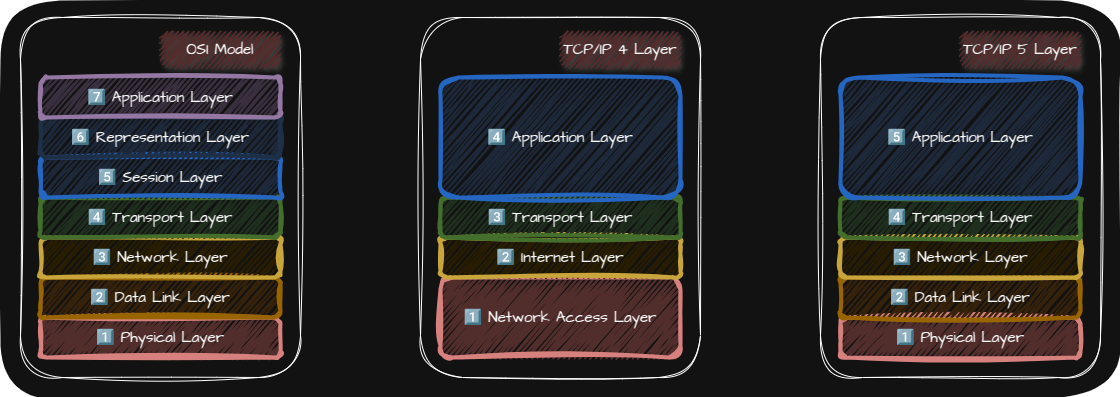 OSI Model
7 Application Layer
6 Representation Layer
5 Session Layer
4 Transport Layer
3 Network Layer
2 Data Link Layer
1 Physical Layer
TCP/IP 4 Layer
4 Application Layer
3 Transport Layer
2 Internet Layer
1 Network Access Layer
TCP/IP 5 Layer
5 Application Layer
4 Transport Layer
3 Network Layer
2 Data Link Layer
1 Physical Layer